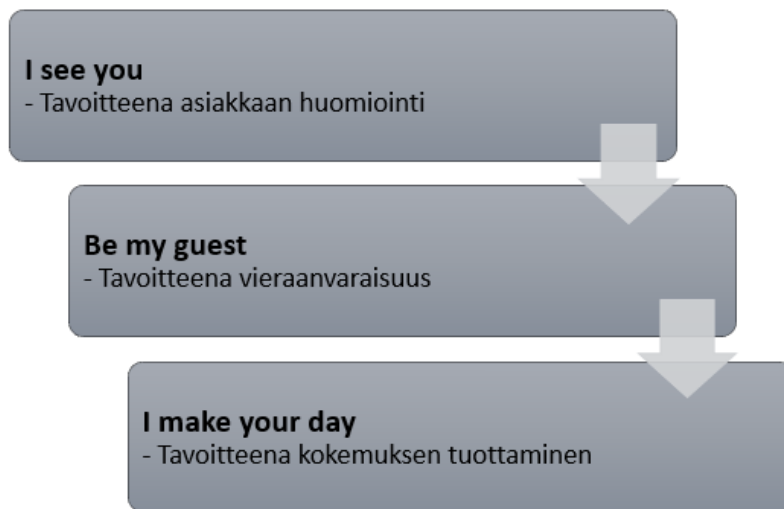 I see you
- Tavoitteena asiakkaan huomiointi
Be my guest
- Tavoitteena vieraanvaraisuus
I make your day
- Tavoitteena kokemuksen tuottaminen